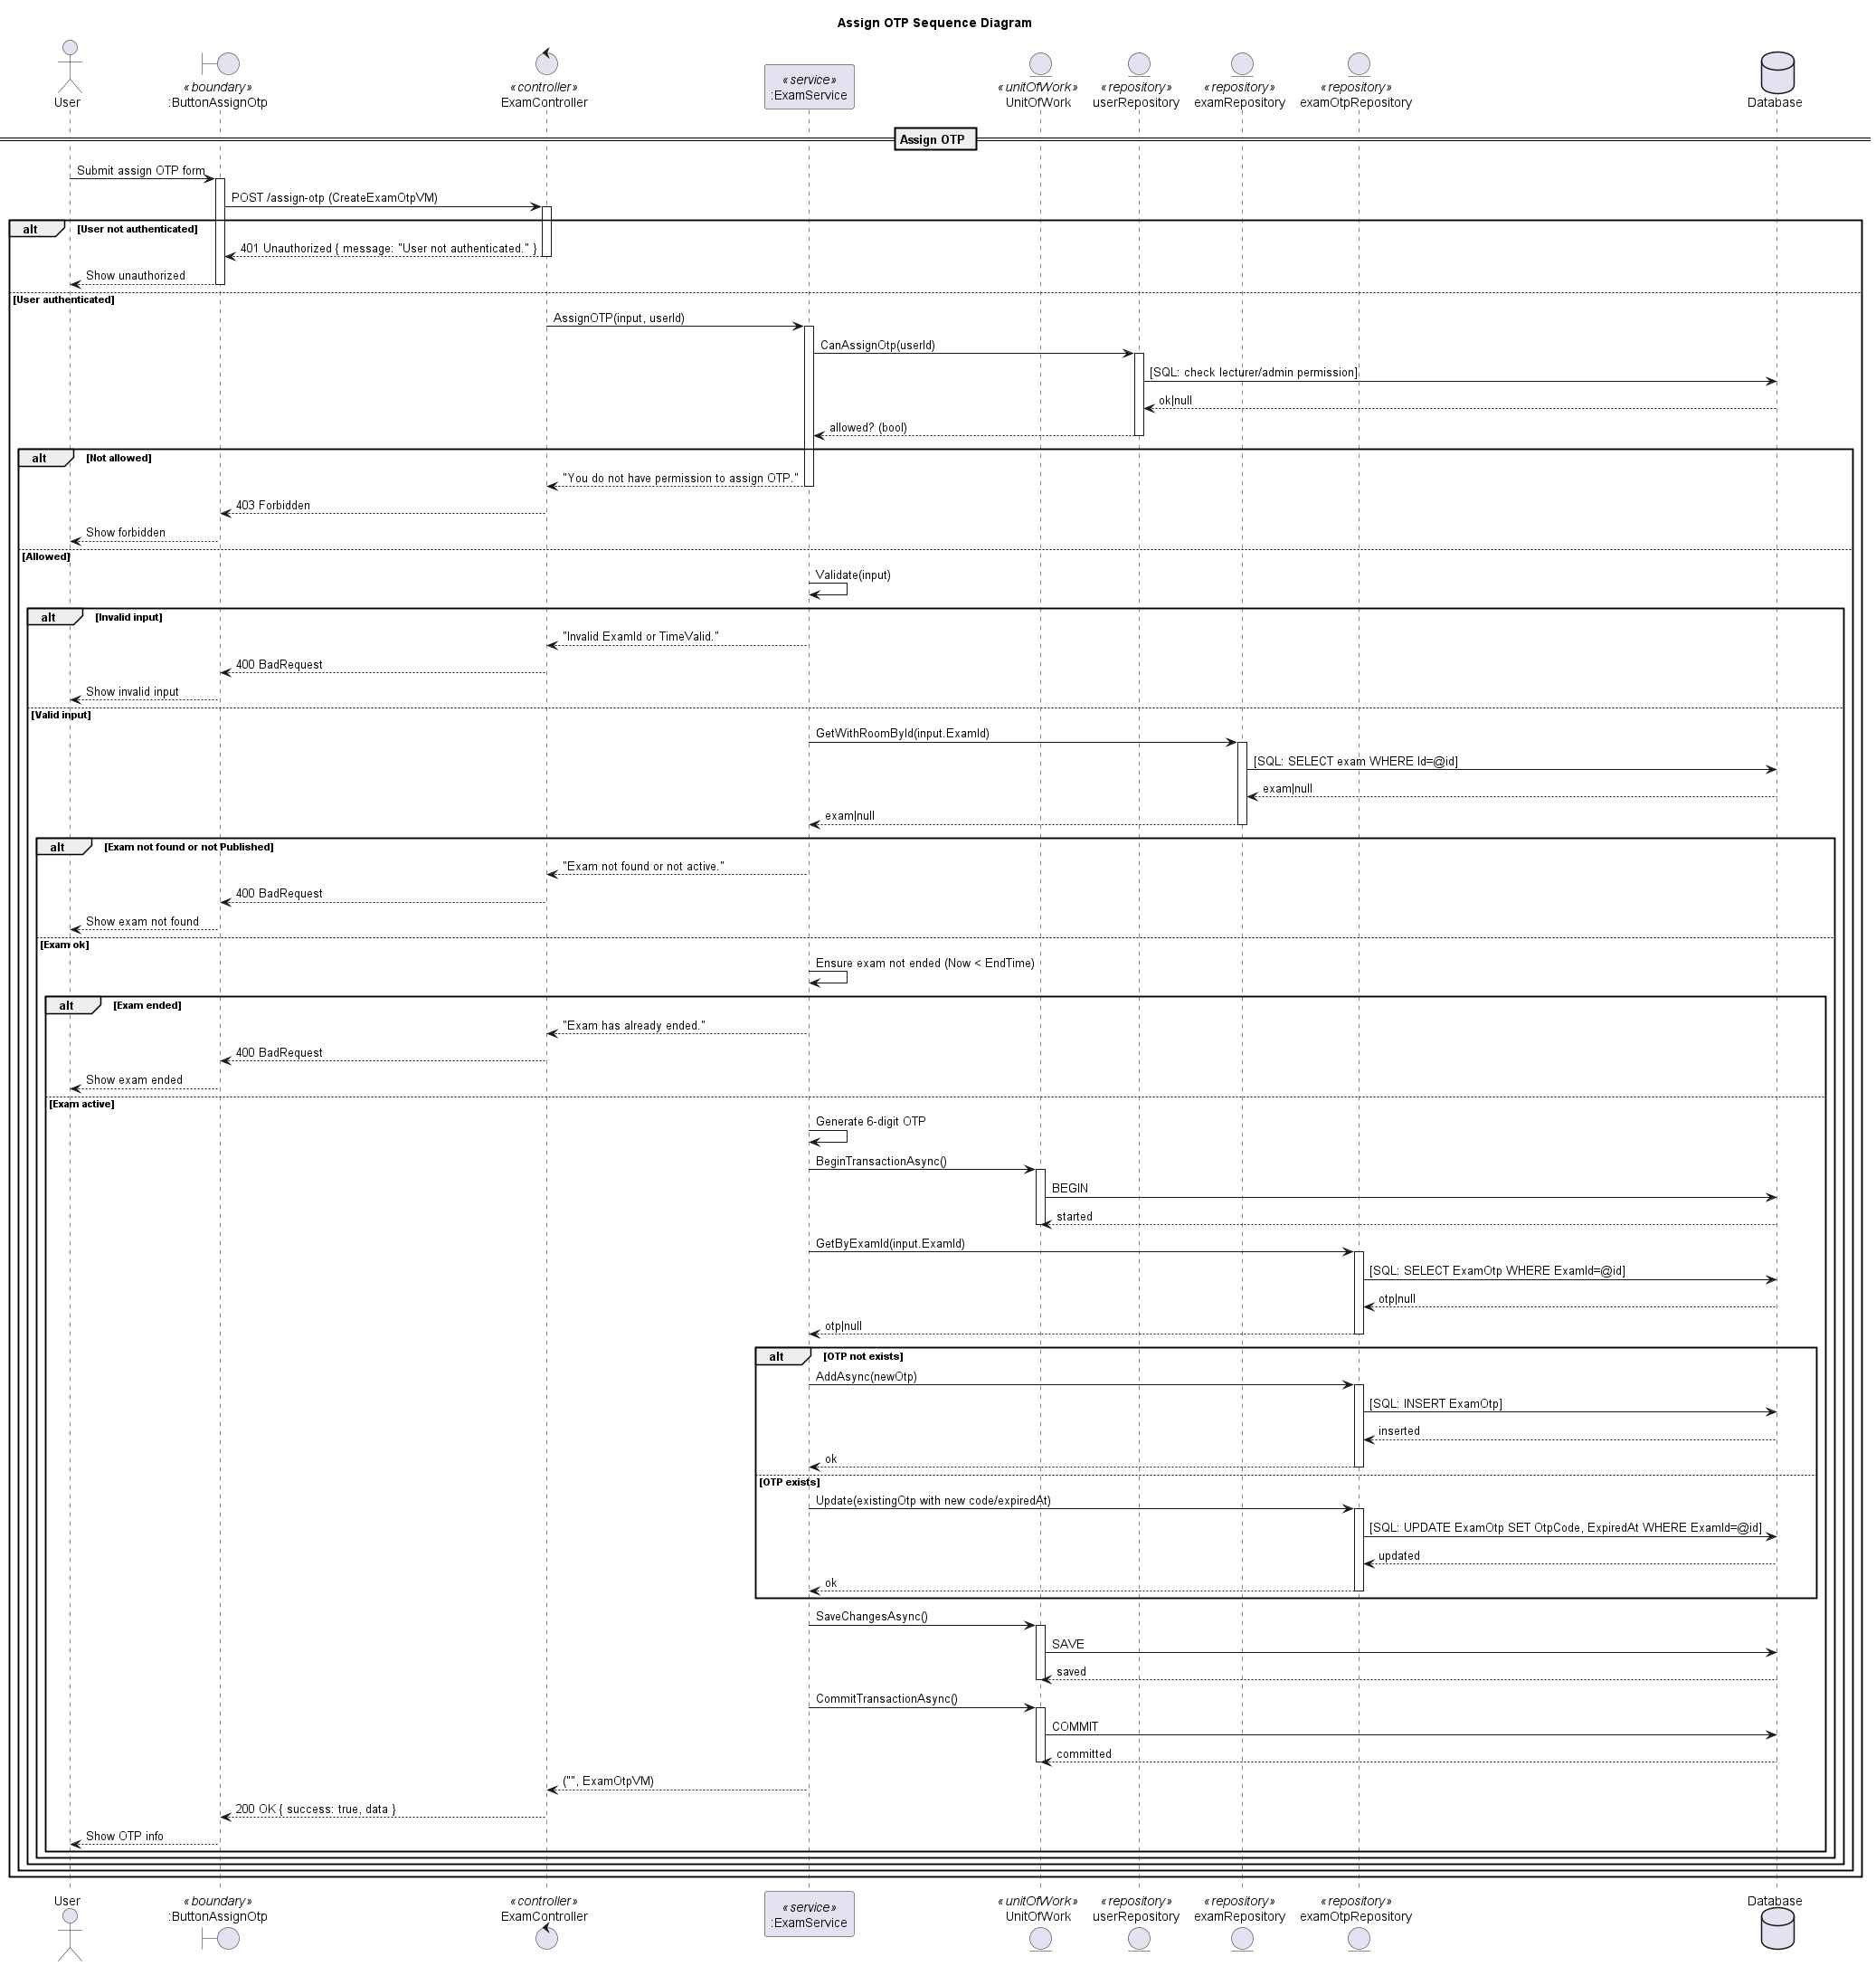 Assign OTP Sequence Diagram
User
«boundary»
:ButtonAssignOtp
«controller»
ExamController
«service»
:ExamService
«unitOfWork»
UnitOfWork
«repository»
userRepository
«repository»
examRepository
«repository»
examOtpRepository
Database
Assign OTP
Submit assign OTP form
POST /assign-otp (CreateExamOtpVM)
alt [User not authenticated]
401 Unauthorized { message: "User not authenticated." }
Show unauthorized
[User authenticated]
AssignOTP(input, userId)
CanAssignOtp(userId)
[SQL: check lecturer/admin permission]
ok|null
allowed? (bool)
alt [Not allowed]
"You do not have permission to assign OTP."
403 Forbidden
Show forbidden
[Allowed]
Validate(input)
alt [Invalid input]
"Invalid ExamId or TimeValid."
400 BadRequest
Show invalid input
[Valid input]
GetWithRoomById(input.ExamId)
[SQL: SELECT exam WHERE Id=@id]
exam|null
exam|null
alt [Exam not found or not Published]
"Exam not found or not active."
400 BadRequest
Show exam not found
[Exam ok]
Ensure exam not ended (Now < EndTime)
alt [Exam ended]
"Exam has already ended."
400 BadRequest
Show exam ended
[Exam active]
Generate 6-digit OTP
BeginTransactionAsync()
BEGIN
started
GetByExamId(input.ExamId)
[SQL: SELECT ExamOtp WHERE ExamId=@id]
otp|null
otp|null
alt [OTP not exists]
AddAsync(newOtp)
[SQL: INSERT ExamOtp]
inserted
ok
[OTP exists]
Update(existingOtp with new code/expiredAt)
[SQL: UPDATE ExamOtp SET OtpCode, ExpiredAt WHERE ExamId=@id]
updated
ok
SaveChangesAsync()
SAVE
saved
CommitTransactionAsync()
COMMIT
committed
("", ExamOtpVM)
200 OK { success: true, data }
Show OTP info
User
«boundary»
:ButtonAssignOtp
«controller»
ExamController
«service»
:ExamService
«unitOfWork»
UnitOfWork
«repository»
userRepository
«repository»
examRepository
«repository»
examOtpRepository
Database